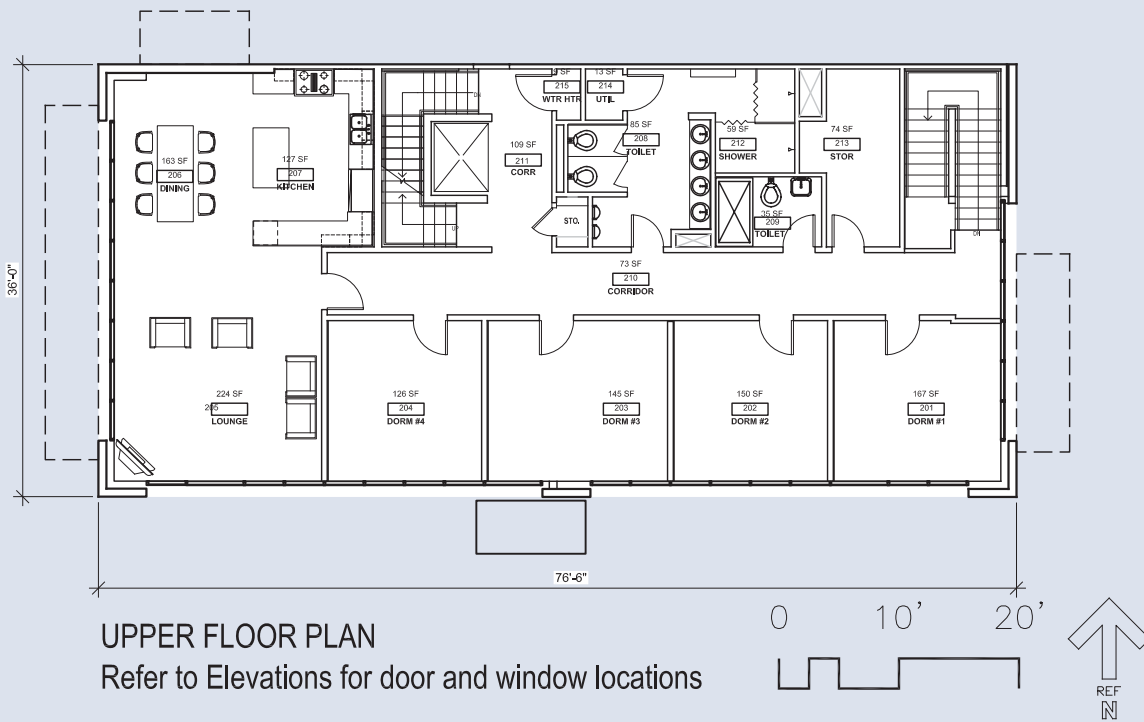 SF
215
WTR HTR
13 SF
214
UTIL
DN
163 SF
206
DINING
127 SF
207
KITCHEN
109 SF
211
CORR
85 SF
208
TOILET
59 SF
212
SHOWER
74 SF
213
STOR
STO.
35 SF
209
TOILET
UP
DN
73 SF
210
CORRIDOR
36'-0"
224 SF
205
LOUNGE
126 SF
204
DORM #4
145 SF
203
DORM #3
150 SF
202
DORM #2
167 SF
201
DORM #1
76'-6"
UPPER FLOOR PLAN
Refer to Elevations for door and window locations
0 10' 20'
REF
N